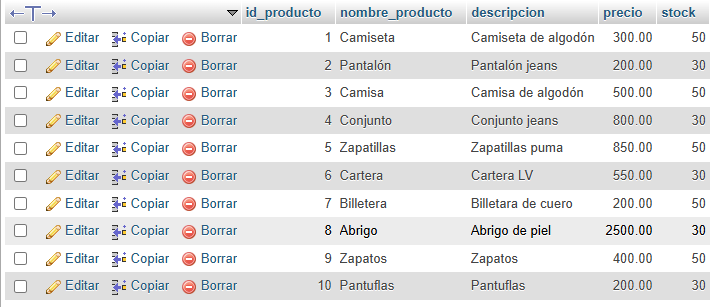 id_producto nombre_producto descripcion precio stock
Editar Copiar Borrar 1 Camiseta Camiseta de algodón 300.00 50
Editar Copiar Borrar 2 Pantalón Pantalón jeans 200.00 30
Editar Copiar Borrar 3 Camisa Camisa de algodón 500.00 50
Editar Copiar Borrar 4 Conjunto Conjunto jeans 800.00 30
Editar Copiar Borrar 5 Zapatillas Zapatillas puma 850.00 50
Editar Copiar Borrar 6 Cartera Cartera LV 550.00 30
Editar Copiar Borrar 7 Billetera Billetara de cuero 200.00 50
Editar Copiar Borrar 8 Abrigo Abrigo de piel 2500.00 30
Editar Copiar Borrar 9 Zapatos Zapatos 400.00 50
Editar Copiar Borrar 10 Pantuflas Pantuflas 200.00 30